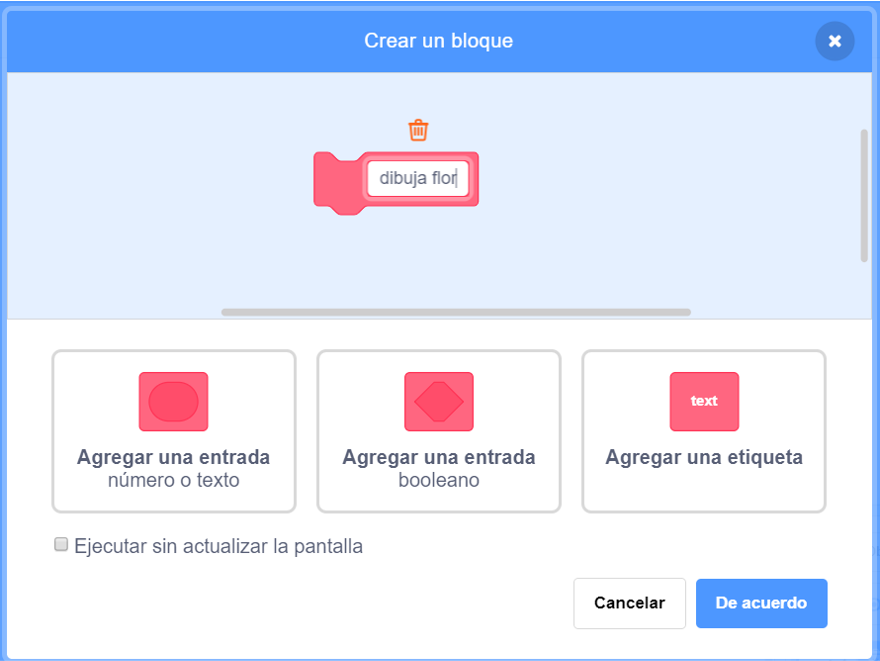 Crear un bloque
dibuja flor
text
Agregar una entrada
número o texto
Agregar una entrada
booleano
Agregar una etiqueta
Ejecutar sin actualizar la pantalla
Cancelar
De acuerdo